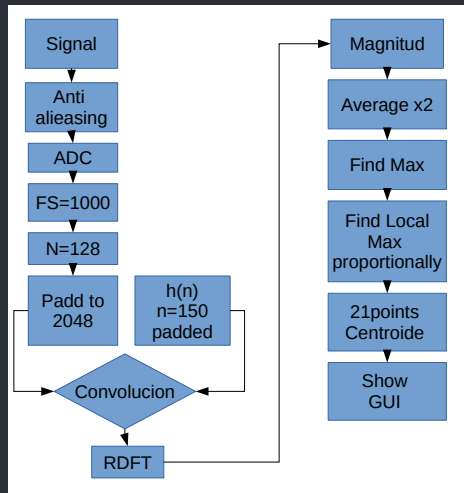 Signal
Anti
alieasing
ADC
FS=1000
N=128
Padd to
2048
h(n)
n=150
padded
Convolucion
RDFT
Magnitud
Average x2
Find Max
Find Local
Max
proportionally
21points
Centroide
Show
GUI